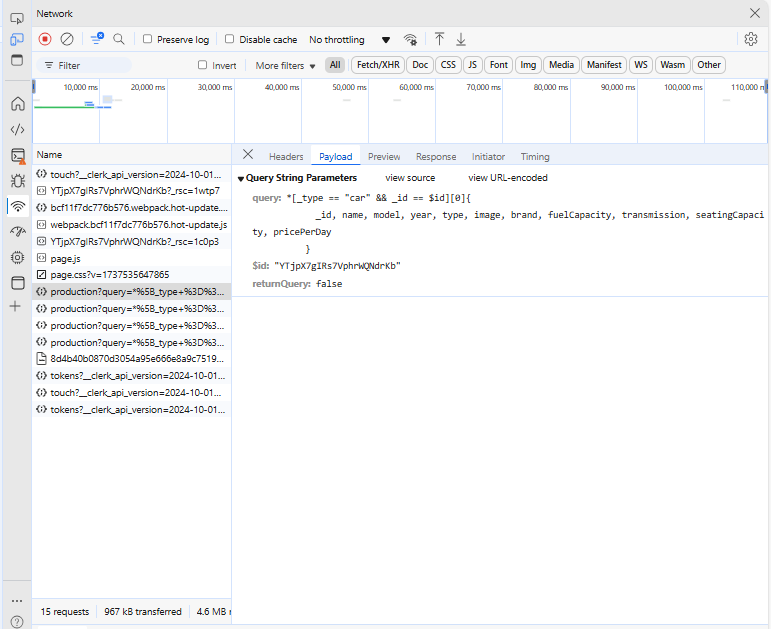 Network
Preserve log
Disable cache
No throttling
Filter
Invert
More filters
All
Fetch/XHR
Doc
CSS
JS
Font
Img
Media
Manifest
WS
Wasm
Other
10,000 ms
20,000 ms
30,000 ms
40,000 ms
50,000 ms
60,000 ms
70,000 ms
80,000 ms
90,000 ms
100,000 ms
110,000 m
Name
touch?__clerk_api_version=2024-10-01...
YTjpX7gIRs7VphrWQNdrKb?_rsc=1wtp7
bcf11f7dc776b576.webpack.hot-update....
webpack.bcf11f7dc776b576.hot-update.js
YTjpX7gIRs7VphrWQNdrKb?_rsc=1c0p3
page.js
page.css?v=1737535647865
production?query=*%5B_type+%3D%3...
production?query=*%5B_type+%3D%3...
production?query=*%5B_type+%3D%3...
production?query=*%5B_type+%3D%3...
8d4b40b0870d3054a95e666e8a9c7519...
tokens?__clerk_api_version=2024-10-01...
touch?__clerk_api_version=2024-10-01...
tokens?__clerk_api_version=2024-10-01...
Headers
Payload
Preview
Response
Initiator
Timing
Query String Parameters
view source
view URL-encoded
query: *[_type == "car" && _id == $id][0]{
_id, name, model, year, type, image, brand, fuelCapacity, transmission, seatingCapaci
ty, pricePerDay
}
$id: "YTjpX7gIRs7VphrWQNdrKb"
returnQuery: false
15 requests
967 kB transferred
4.6 MB r